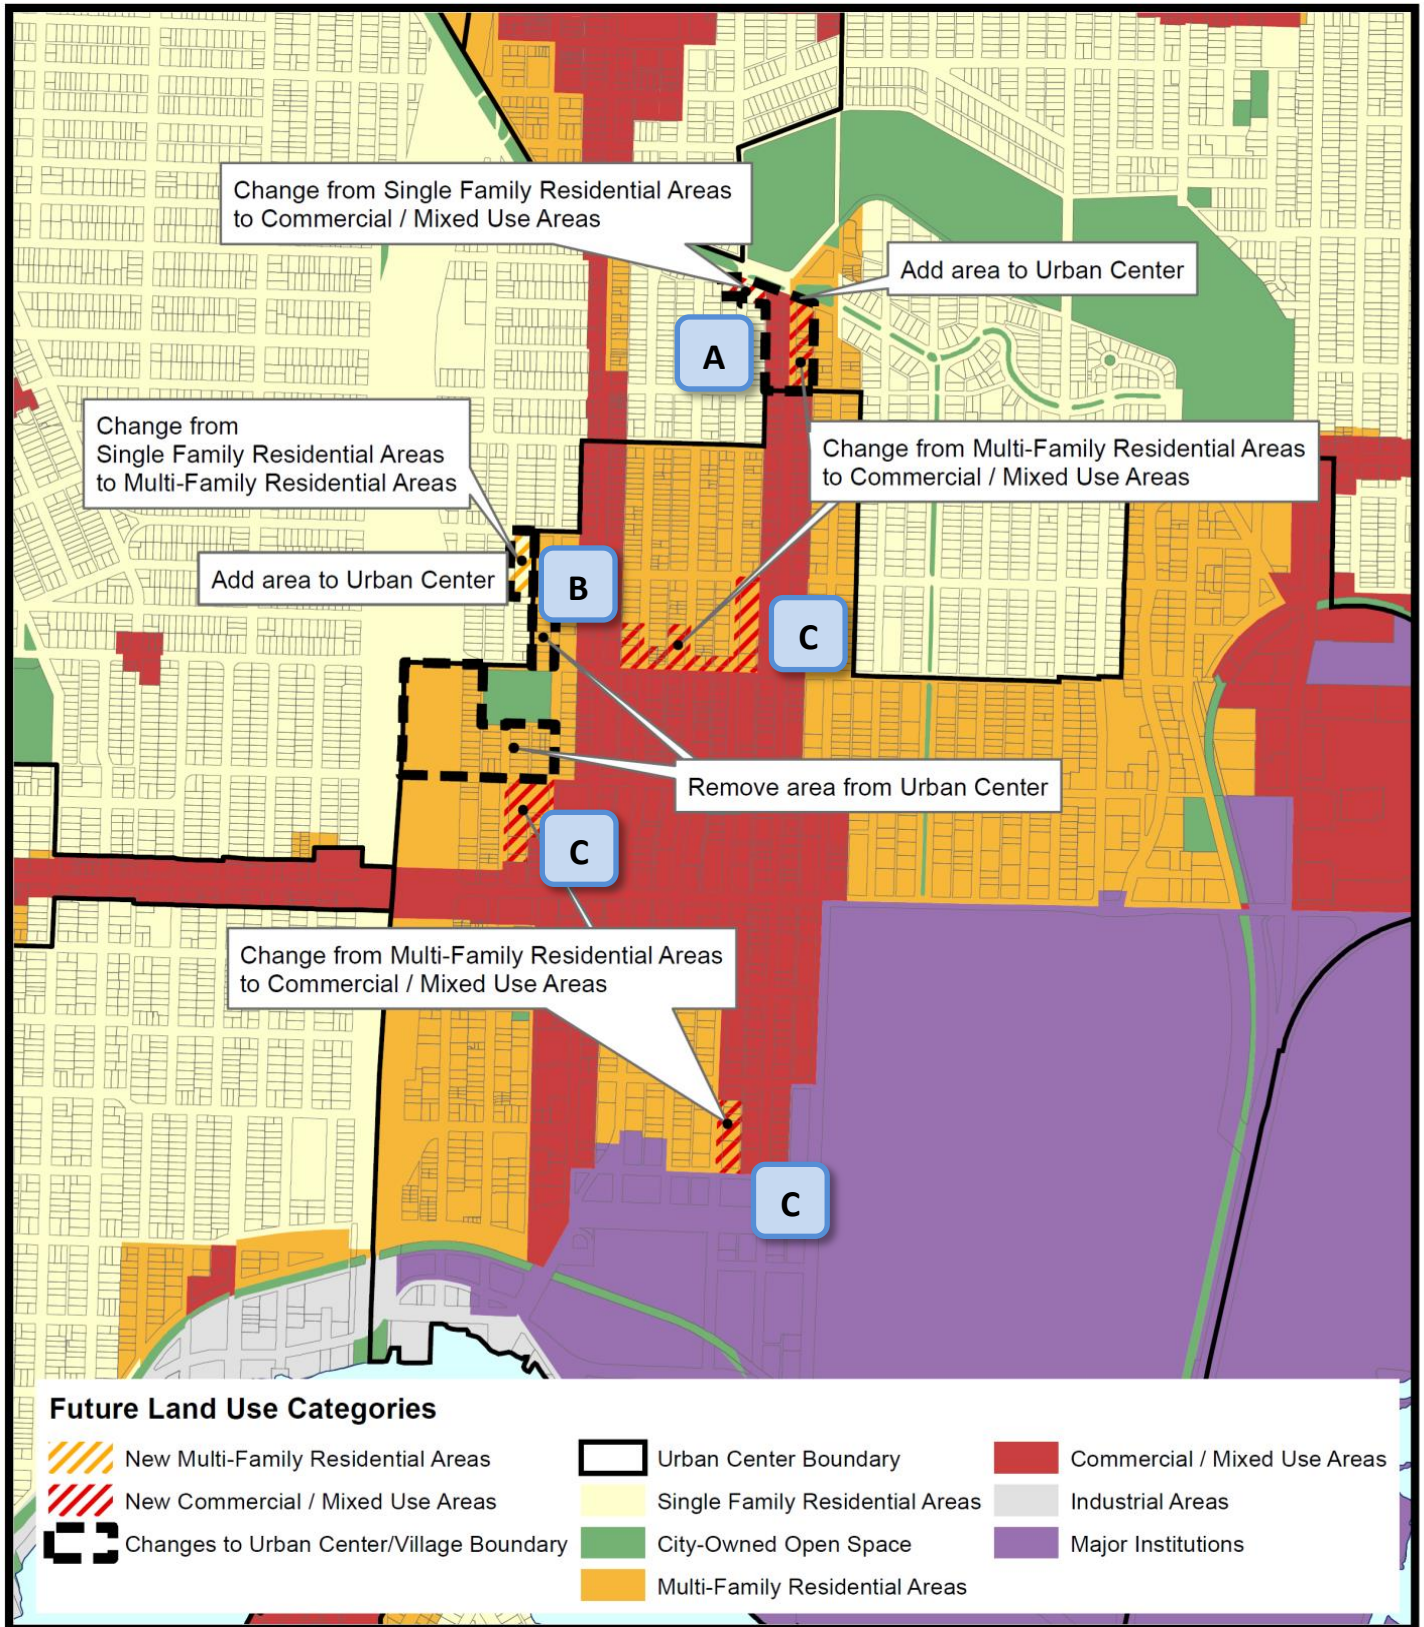 Change from Single Family Residential Areas
to Commercial / Mixed Use Areas
Add area to Urban Center
A
Change from
Single Family Residential Areas
to Multi-Family Residential Areas
Change from Multi-Family Residential Areas
to Commercial / Mixed Use Areas
Add area to Urban Center
B
C
Remove area from Urban Center
C
Change from Multi-Family Residential Areas
to Commercial / Mixed Use Areas
C
Future Land Use Categories
New Multi-Family Residential Areas
New Commercial / Mixed Use Areas
Changes to Urban Center/Village Boundary
Urban Center Boundary
Single Family Residential Areas
City-Owned Open Space
Multi-Family Residential Areas
Commercial / Mixed Use Areas
Industrial Areas
Major Institutions